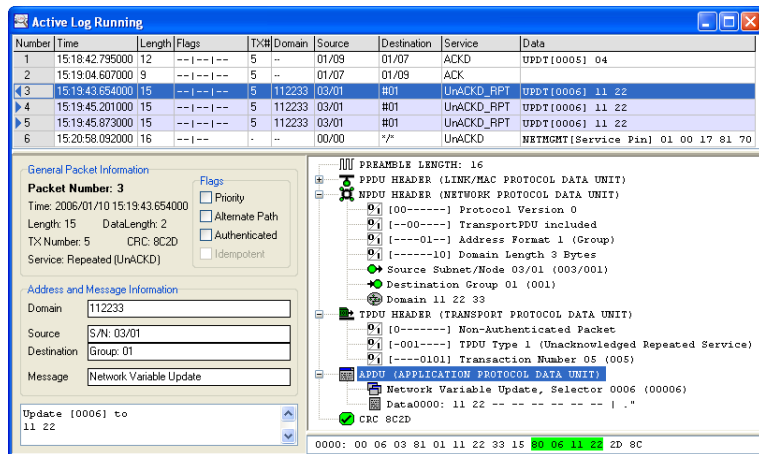 Active Log Running
Number Time Length Flags TX# Domain Source Destination Service Data
1 15:18:42.795000 12 --|--|-- 5 -- 01/09 01/07 ACKD UPDT[0005] 04
2 15:19:04.607000 9 --|--|-- 5 -- 01/07 01/09 ACK
3 15:19:43.654000 15 --|--|-- 5 112233 03/01 #01 UnACKD_RPT UPDT[0006] 11 22
4 15:19:45.201000 15 --|--|-- 5 112233 03/01 #01 UnACKD_RPT UPDT[0006] 11 22
5 15:19:45.873000 15 --|--|-- 5 112233 03/01 #01 UnACKD_RPT UPDT[0006] 11 22
6 15:20:58.092000 16 --|-- - -- 00/00 */* UnACKD NETMGMT[Service Pin] 01 00 17 81 70
General Packet Information
Packet Number: 3
Time: 2006/01/10 15:19:43.654000
Length: 15 DataLength: 2
TX Number: 5 CRC: 8C2D
Service: Repeated (UnACKD)
Flags
Priority
Alternate Path
Authenticated
Idempotent
Address and Message Information
Domain 112233
Source S/N: 03/01
Destination Group: 01
Message Network Variable Update
Update [0006] to
11 22
PREAMBLE LENGTH: 16
PPDU HEADER (LINK/MAC PROTOCOL DATA UNIT)
NPDU HEADER (NETWORK PROTOCOL DATA UNIT)
[00------] Protocol Version 0
[--00----] TransportPDU included
[----01--] Address Format 1 (Group)
[------10] Domain Length 3 Bytes
Source Subnet/Node 03/01 (003/001)
Destination Group 01 (001)
Domain 11 22 33
TPDU HEADER (TRANSPORT PROTOCOL DATA UNIT)
[0-------] Non-Authenticated Packet
[-001----] TPDU Type 1 (Unacknowledged Repeated Service)
[----0101] Transaction Number 05 (005)
APDU (APPLICATION PROTOCOL DATA UNIT)
Network Variable Update, Selector 0006 (00006)
Data0000: 11 22 -- -- -- -- -- -- | ."
CRC 8C2D
0000: 00 06 03 81 01 11 22 33 15 80 06 11 22 2D 8C